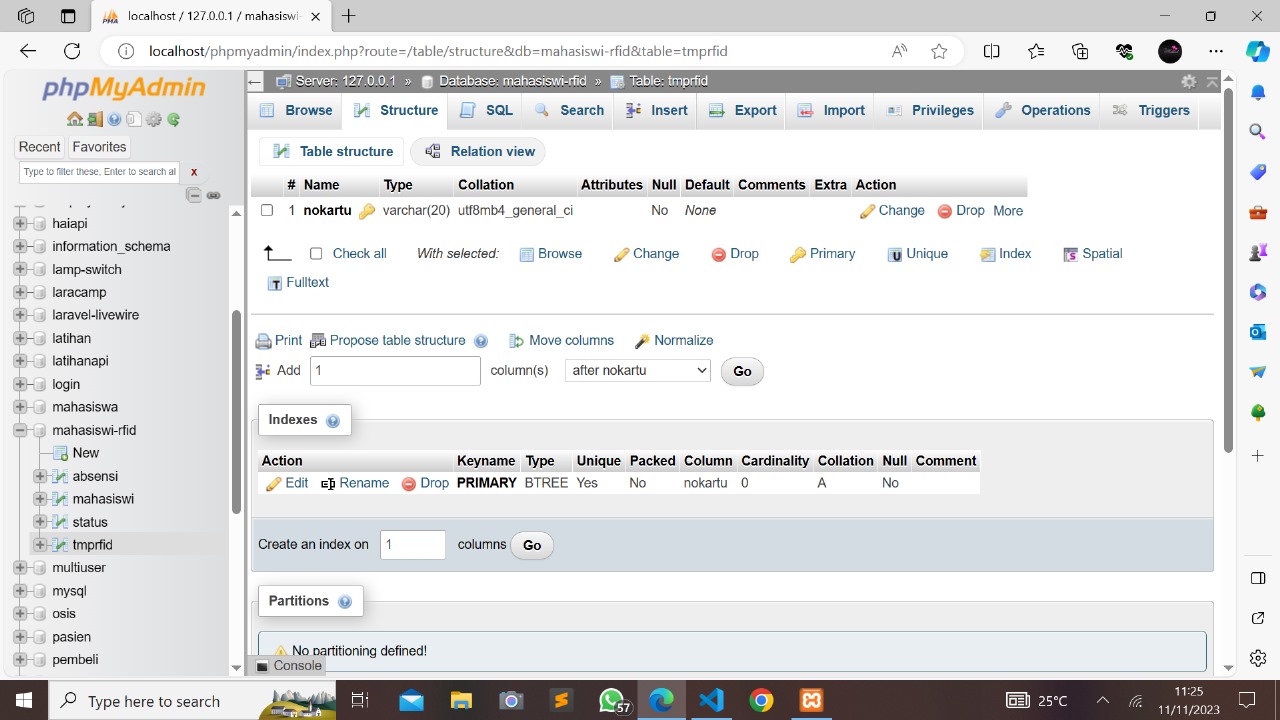 localhost / 127.0.0.1 / mahasiswi-
localhost/phpmyadmin/index.php?route=/table/structure&db=mahasiswi-rfid&table=tmprfid
phpMyAdmin
Recent Favorites
Type to filter these, Enter to search al X
haiapi
information_schema
lamp-switch
laracamp
laravel-livewire
latihan
latihanapi
login
mahasiswa
mahasiswi-rfid
New
absensi
mahasiswi
status
tmprfid
multiuser
mysql
osis
pasien
pembeli
Server: 127.0.0.1 » Database: mahasiswi-rfid » Table: tmprfid
Browse Structure SQL Search Insert Export Import Privileges Operations Triggers
Table structure Relation view
# Name Type Collation Attributes Null Default Comments Extra Action
1 nokartu varchar(20) utf8mb4_general_ci No None Change Drop More
Check all With selected: Browse Change Drop Primary Unique Index Spatial
Fulltext
Print Propose table structure Move columns Normalize
Add 1 column(s) after nokartu Go
Indexes
Action Keyname Type Unique Packed Column Cardinality Collation Null Comment
Edit Rename Drop PRIMARY BTREE Yes No nokartu 0 A No
Create an index on 1 columns Go
Partitions
No partitioning defined!
Console
Type here to search
57
25°C
11:25
11/11/2023